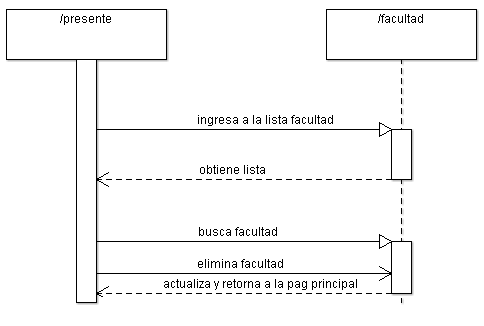 /presente
/facultad
ingresa a la lista facultad
obtiene lista
busca facultad
elimina facultad
actualiza y retorna a la pag principal